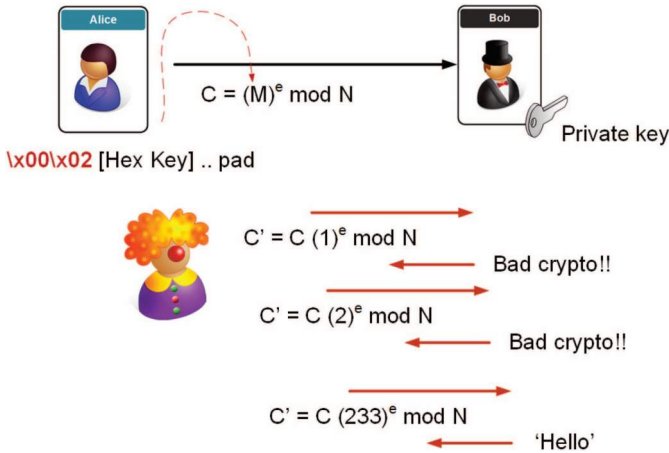 Alice
Bob
C = (M)^e mod N
Private key
\x00\x02 [Hex Key] .. pad
C' = C (1)^e mod N
Bad crypto!!
C' = C (2)^e mod N
Bad crypto!!
C' = C (233)^e mod N
'Hello'